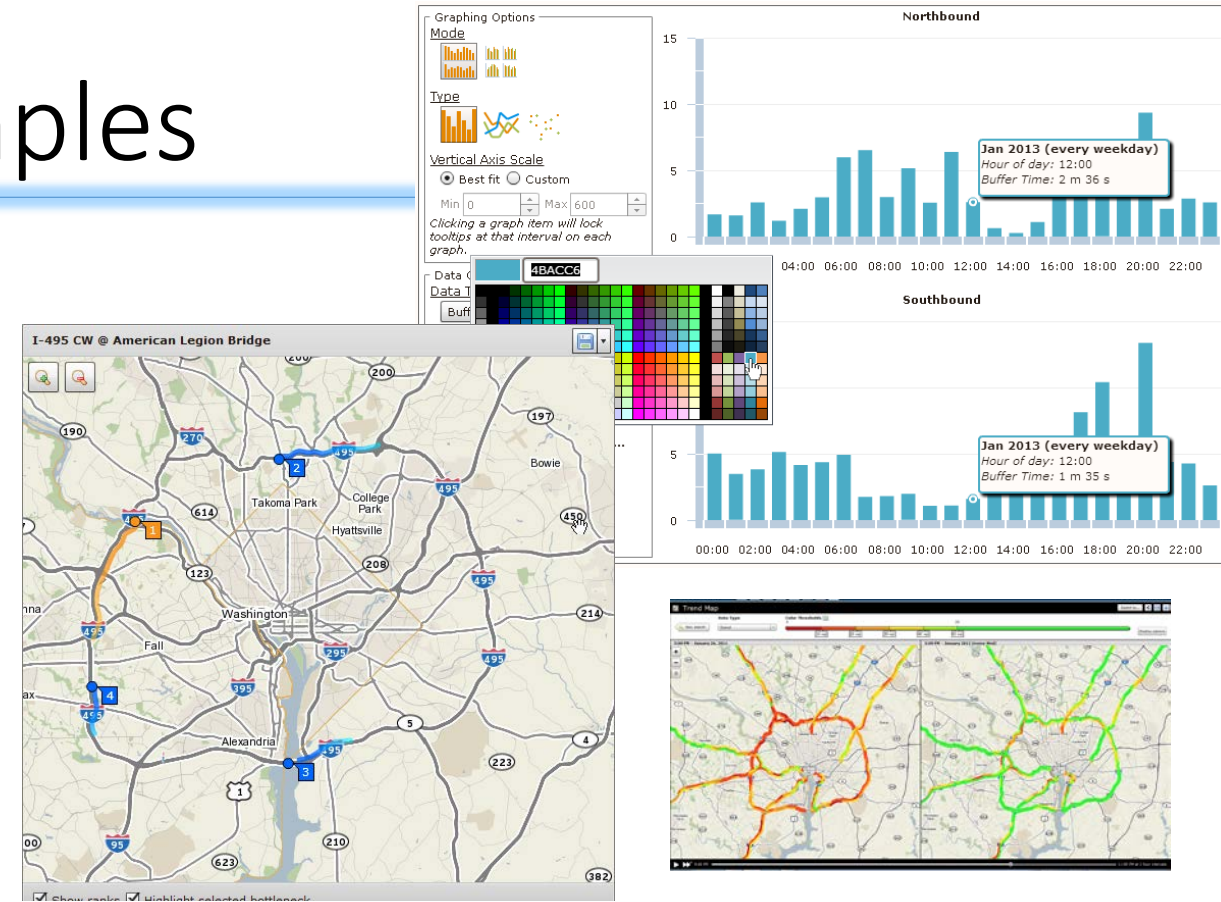 ples
Graphing Options
Mode
Type
Vertical Axis Scale
Best fit Custom
Min 0 Max 600
Clicking a graph item will lock
tooltips at that interval on each
graph.
Data
Data T
Buff
4BACC6
Northbound
15
10
5
0
Jan 2013 (every weekday)
Hour of day: 12:00
Buffer Time: 2 m 36 s
04:00 06:00 08:00 10:00 12:00 14:00 16:00 18:00 20:00 22:00
Southbound
5
0
Jan 2013 (every weekday)
Hour of day: 12:00
Buffer Time: 1 m 35 s
00:00 02:00 04:00 06:00 08:00 10:00 12:00 14:00 16:00 18:00 20:00 22:00
...
I-495 CW @ American Legion Bridge
200
200
197
190
270
495
2
Bowie
495
Takoma Park
College
Park
614
450
1
Hyattsville
208
123
495
Washington
214
nna
495
Fall
295
495
395
4
ax
495
5
Alexandria
495
4
3
223
1
00
95
210
623
382
Show ranks Highlight selected bottleneck
Trend Map